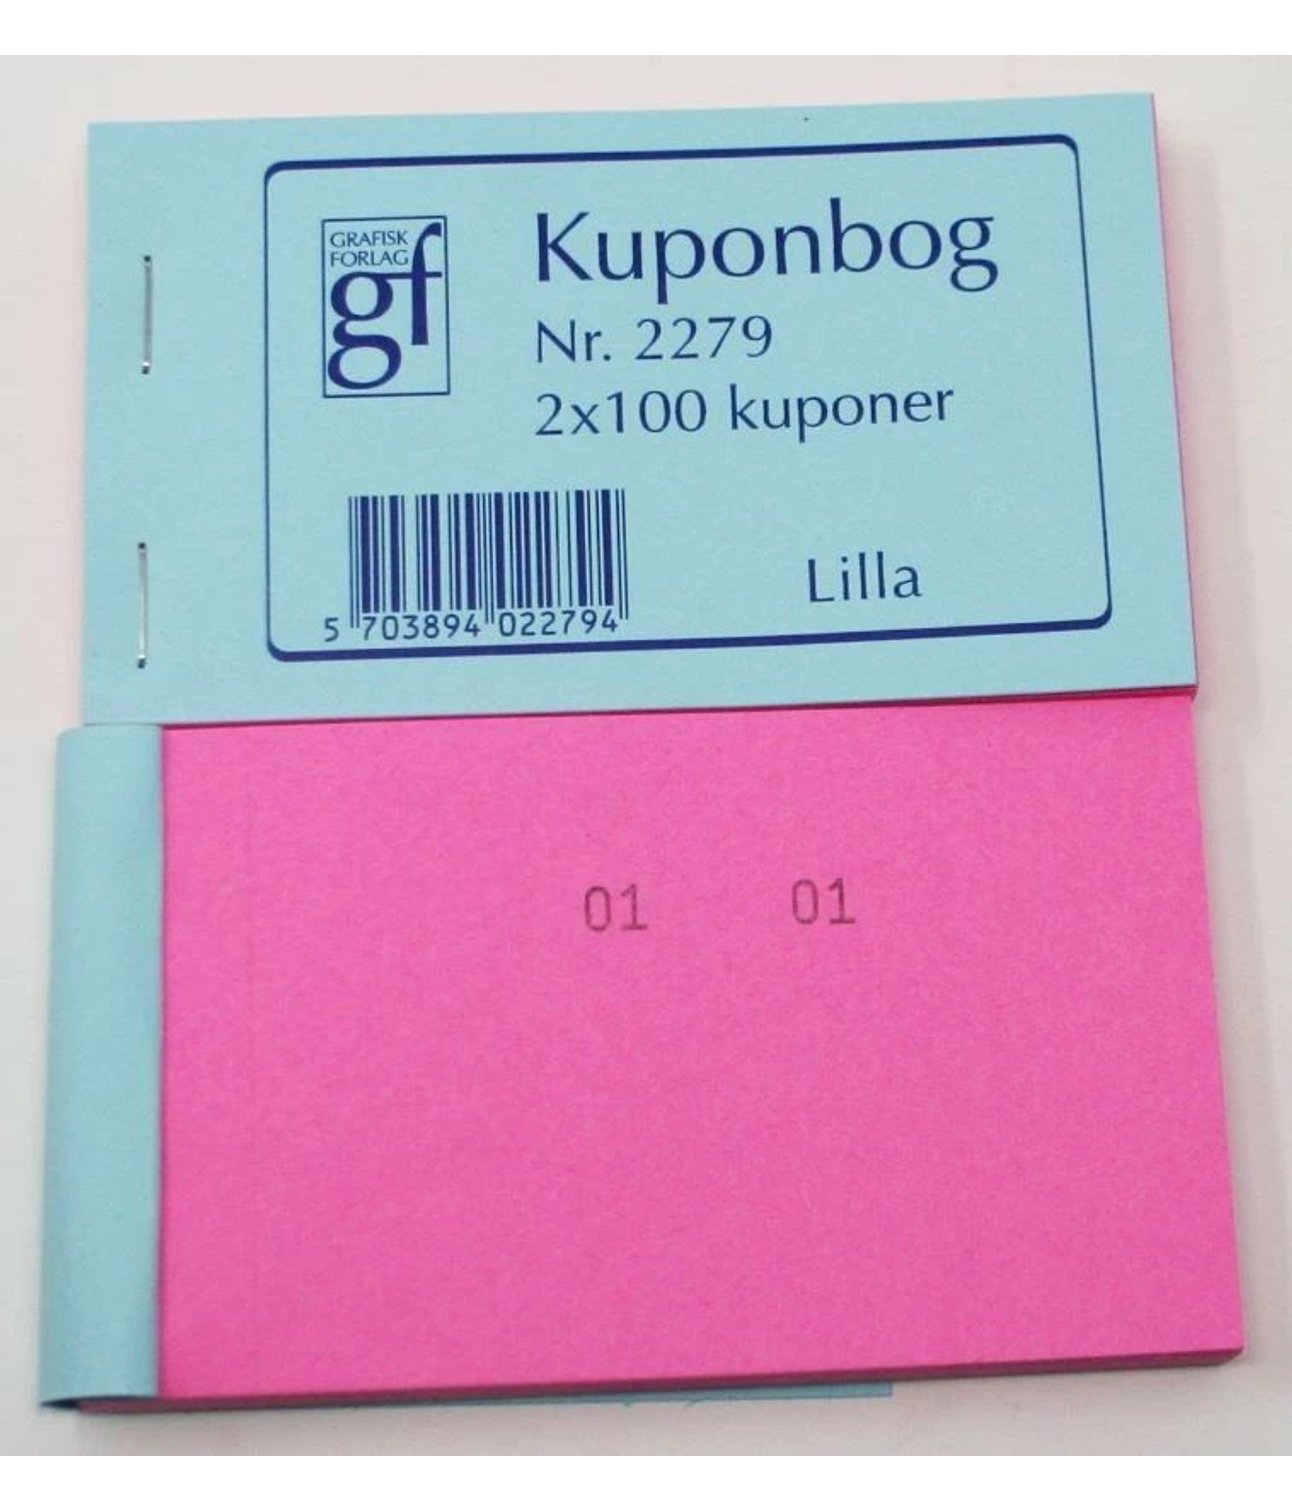 GRAFISK
FORLAG
gf
Kuponbog
Nr. 2279
2x100 kuponer
5 703894 022794
Lilla
01 01